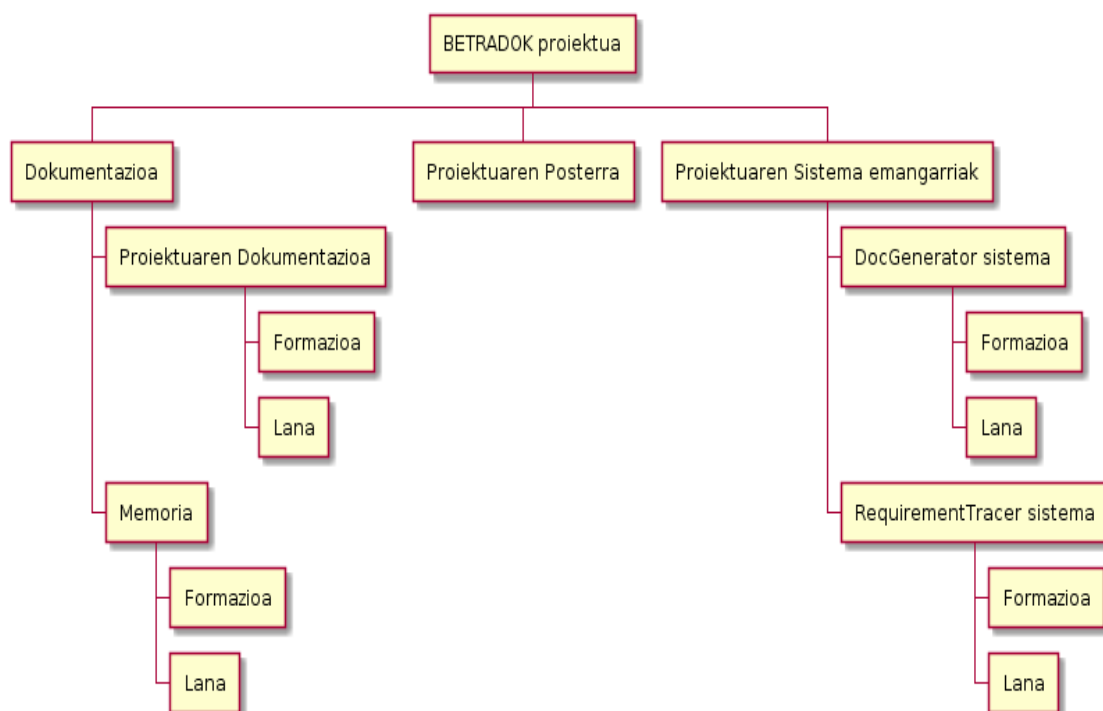 BETRADOK proiektua
Dokumentazioa
Proiektuaren Posterra
Proiektuaren Sistema emangarriak
Proiektuaren Dokumentazioa
Formazioa
Lana
Memoria
Formazioa
Lana
DocGenerator sistema
Formazioa
Lana
RequirementTracer sistema
Formazioa
Lana